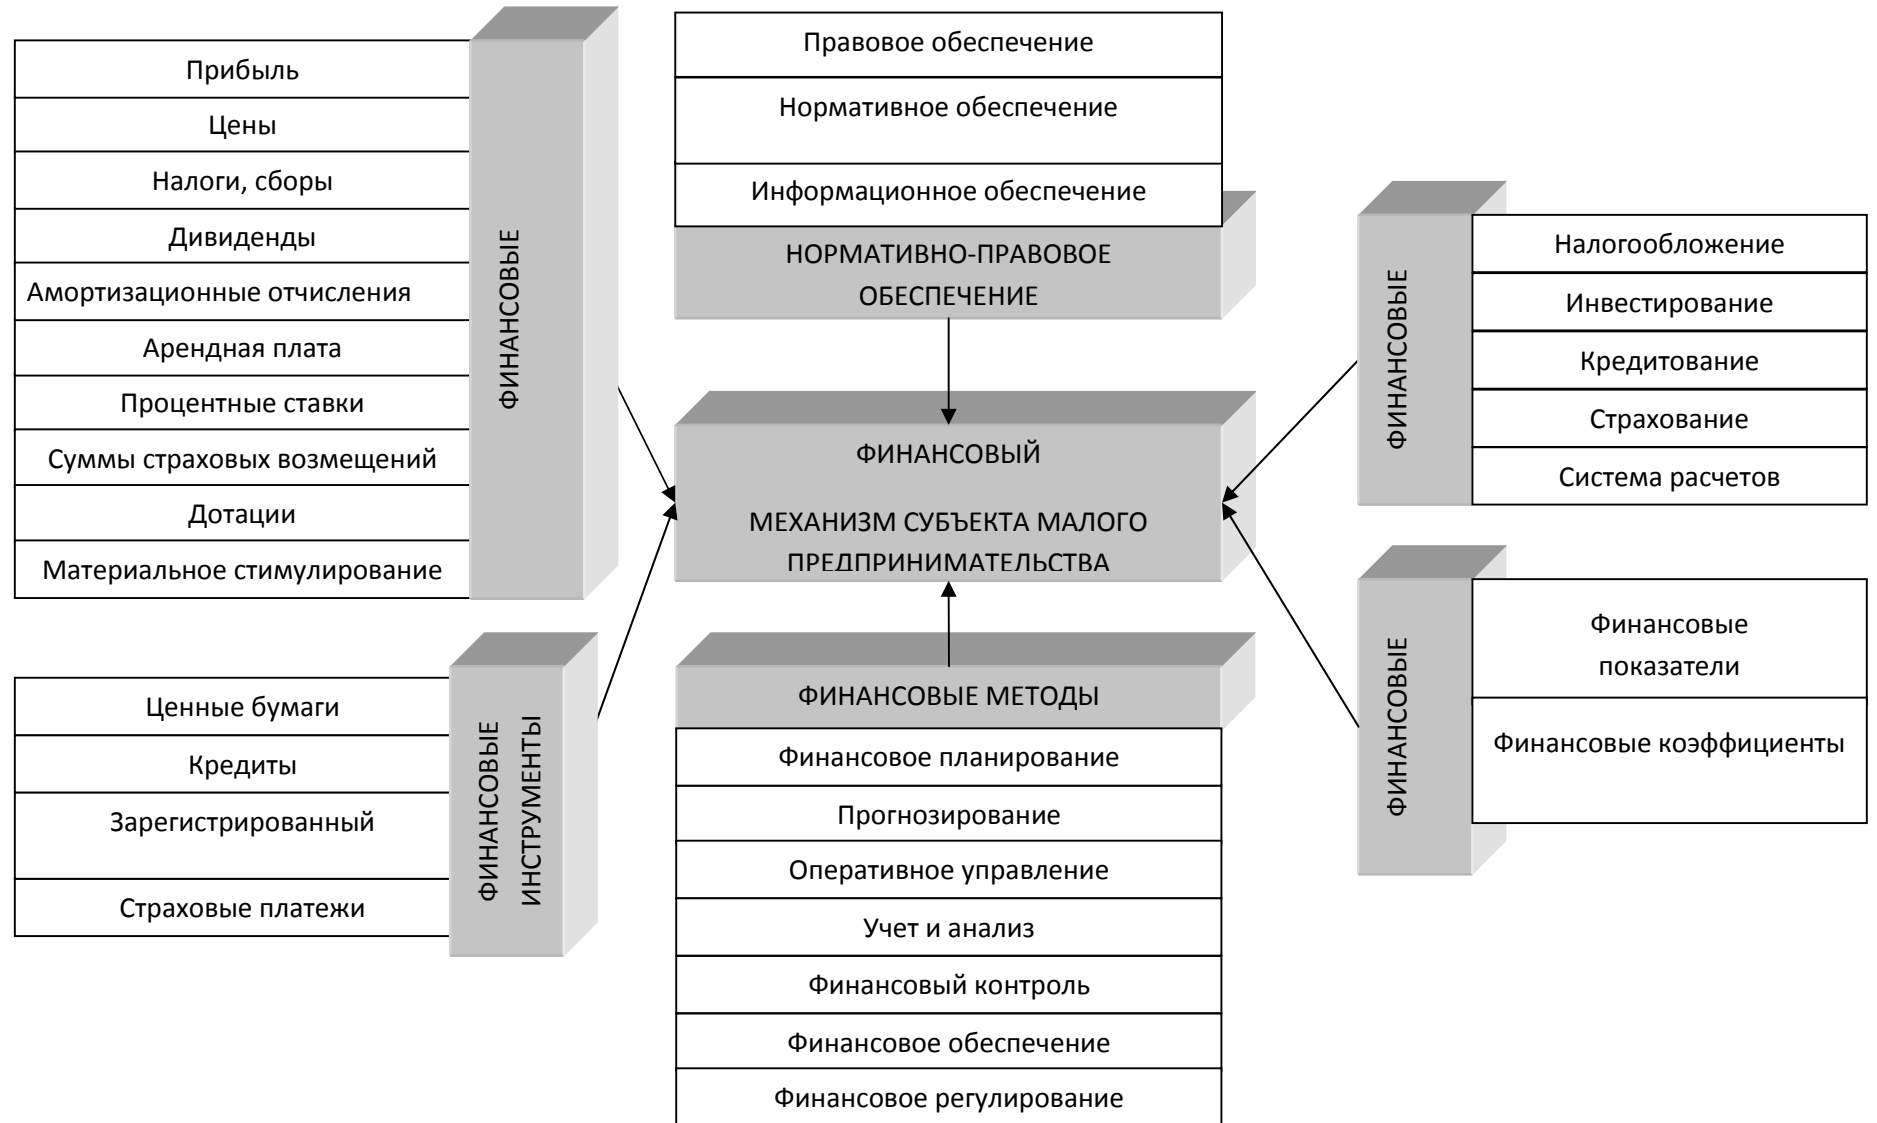 Прибыль
Цены
Налоги, сборы
Дивиденды
Амортизационные отчисления
Арендная плата
Процентные ставки
Суммы страховых возмещений
Дотации
Материальное стимулирование
ФИНАНСОВЫЕ
Правовое обеспечение
Нормативное обеспечение
Информационное обеспечение
НОРМАТИВНО-ПРАВОВОЕ
ОБЕСПЕЧЕНИЕ
ФИНАНСОВЫЕ
Налогообложение
Инвестирование
Кредитование
Страхование
Система расчетов
ФИНАНСОВЫЙ
МЕХАНИЗМ СУБЪЕКТА МАЛОГО
ПРЕДПРИНИМАТЕЛЬСТВА
Ценные бумаги
Кредиты
Зарегистрированный
Страховые платежи
ФИНАНСОВЫЕ
ИНСТРУМЕНТЫ
ФИНАНСОВЫЕ МЕТОДЫ
Финансовое планирование
Прогнозирование
Оперативное управление
Учет и анализ
Финансовый контроль
Финансовое обеспечение
Финансовое регулирование
ФИНАНСОВЫЕ
Финансовые
показатели
Финансовые коэффициенты